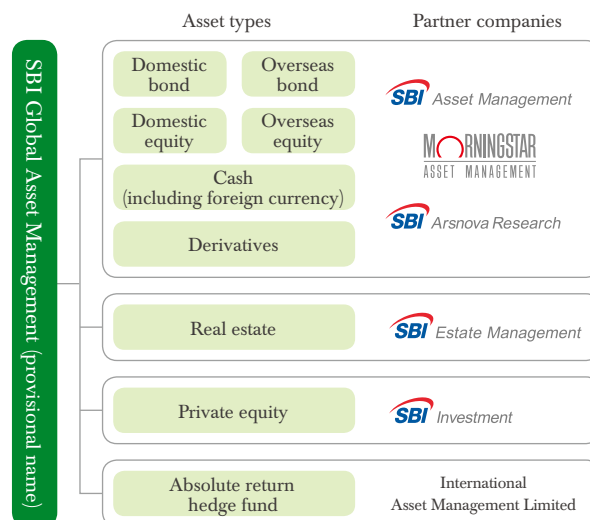 Asset types
Partner companies
SBI Global Asset Management (provisional name)
Domestic
bond
Overseas
bond
Domestic
equity
Overseas
equity
Cash
(including foreign currency)
Derivatives
SBI Asset Management
MORNINGSTAR
ASSET MANAGEMENT
SBI Arsnova Research
Real estate
SBI Estate Management
Private equity
SBI Investment
Absolute return
hedge fund
International
Asset Management Limited